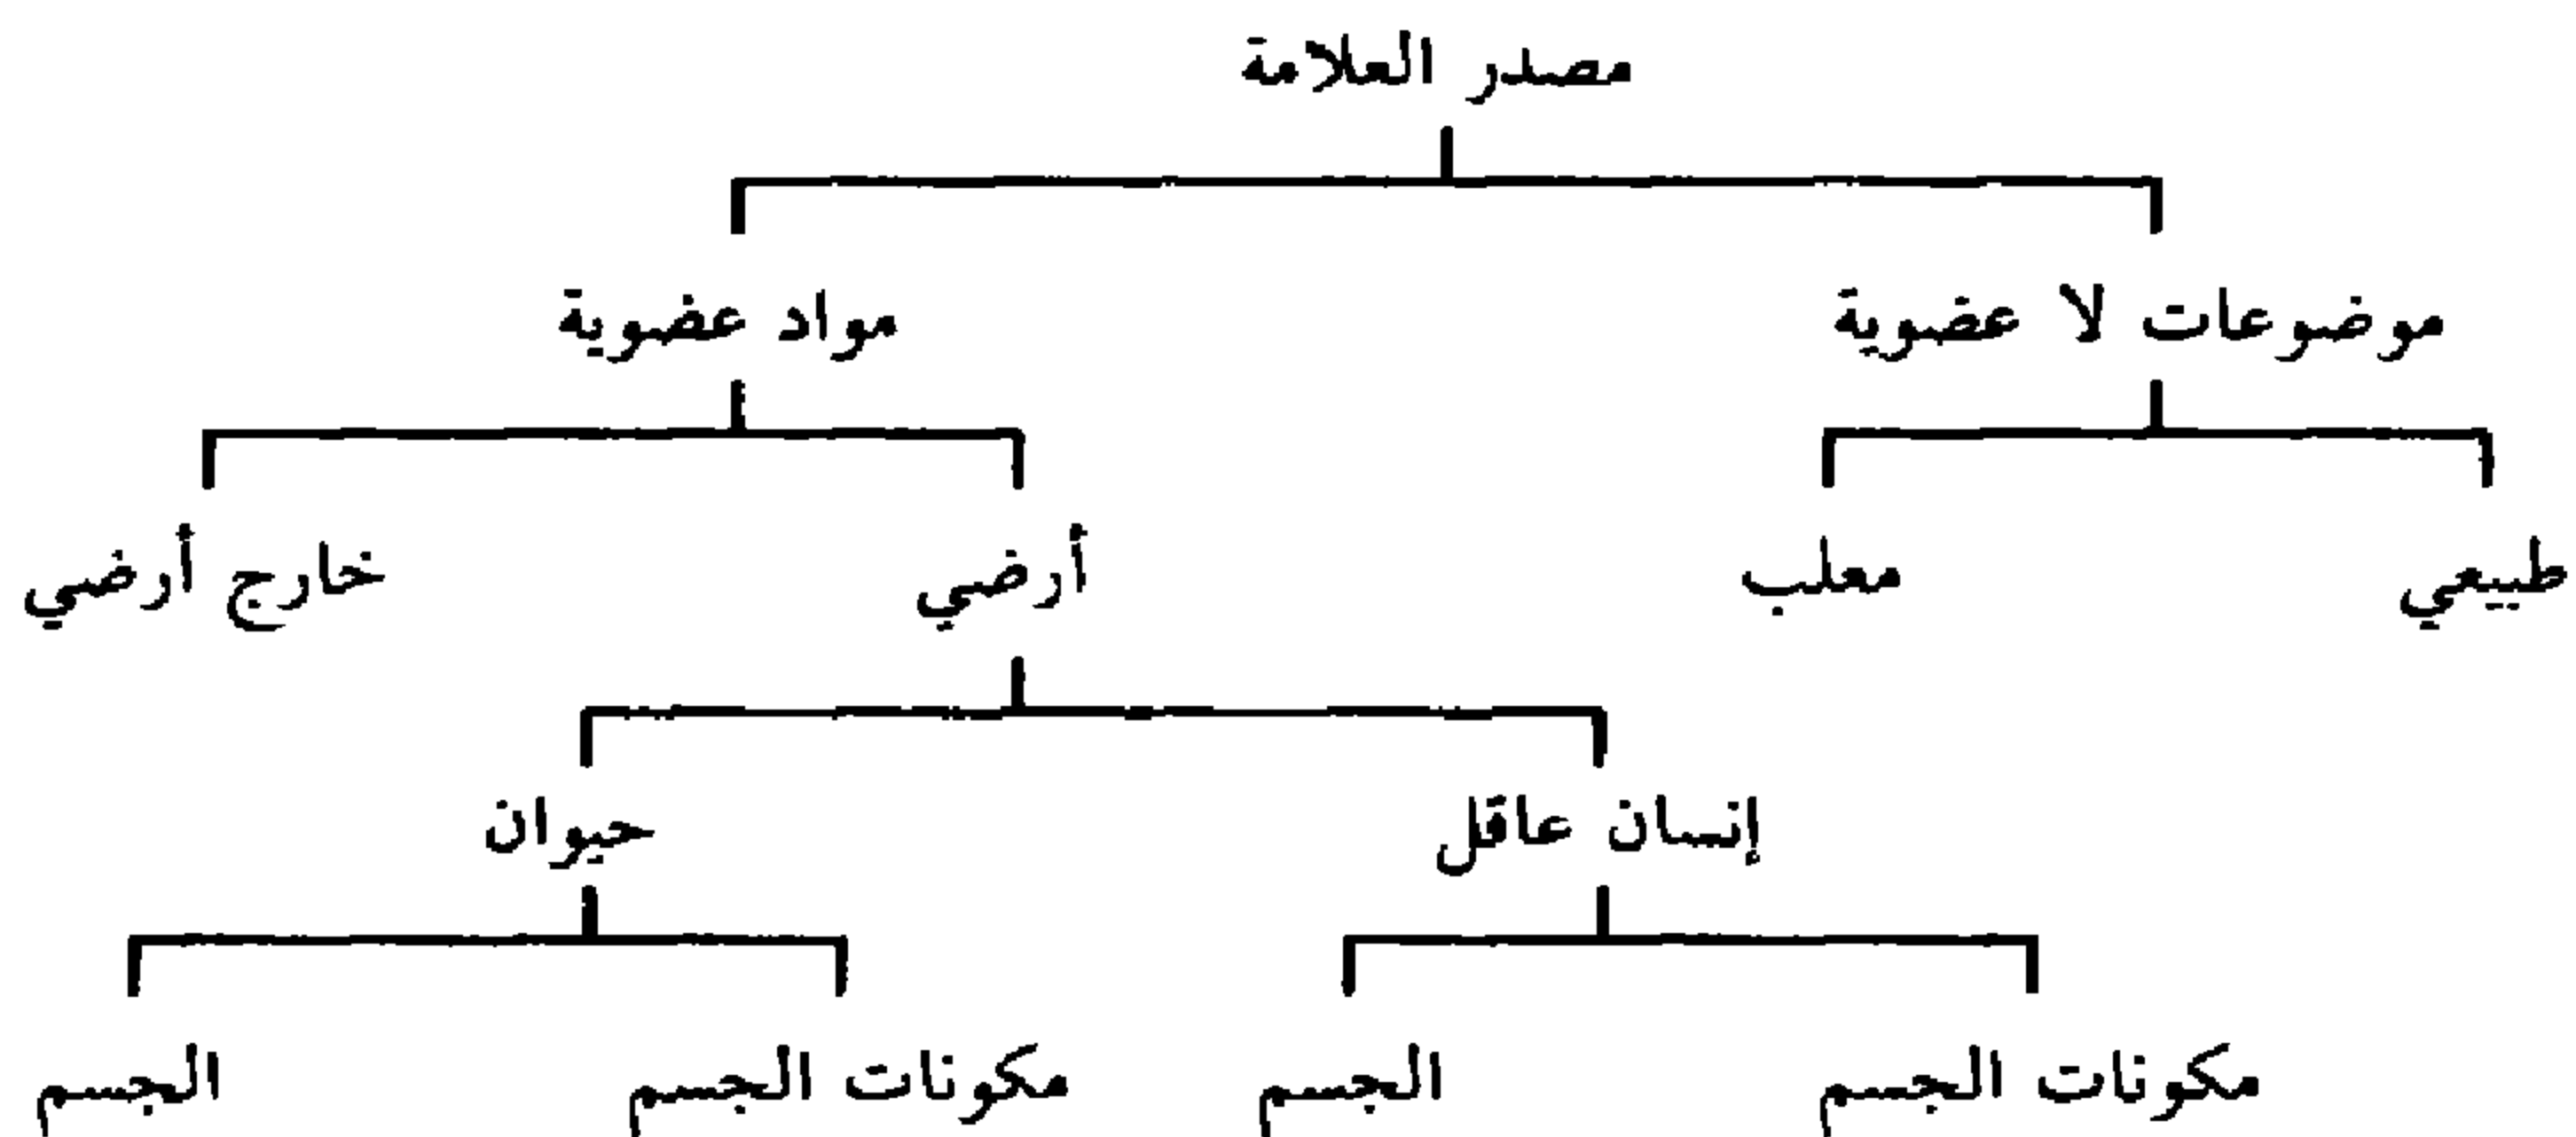 مصدر العلامة
موضوعات لا عضوية مواد عضوية
طبيعي معلب أرضي خارج أرضي
إنسان عاقل حيوان
مكونات الجسم الجسم مكونات الجسم الجسم